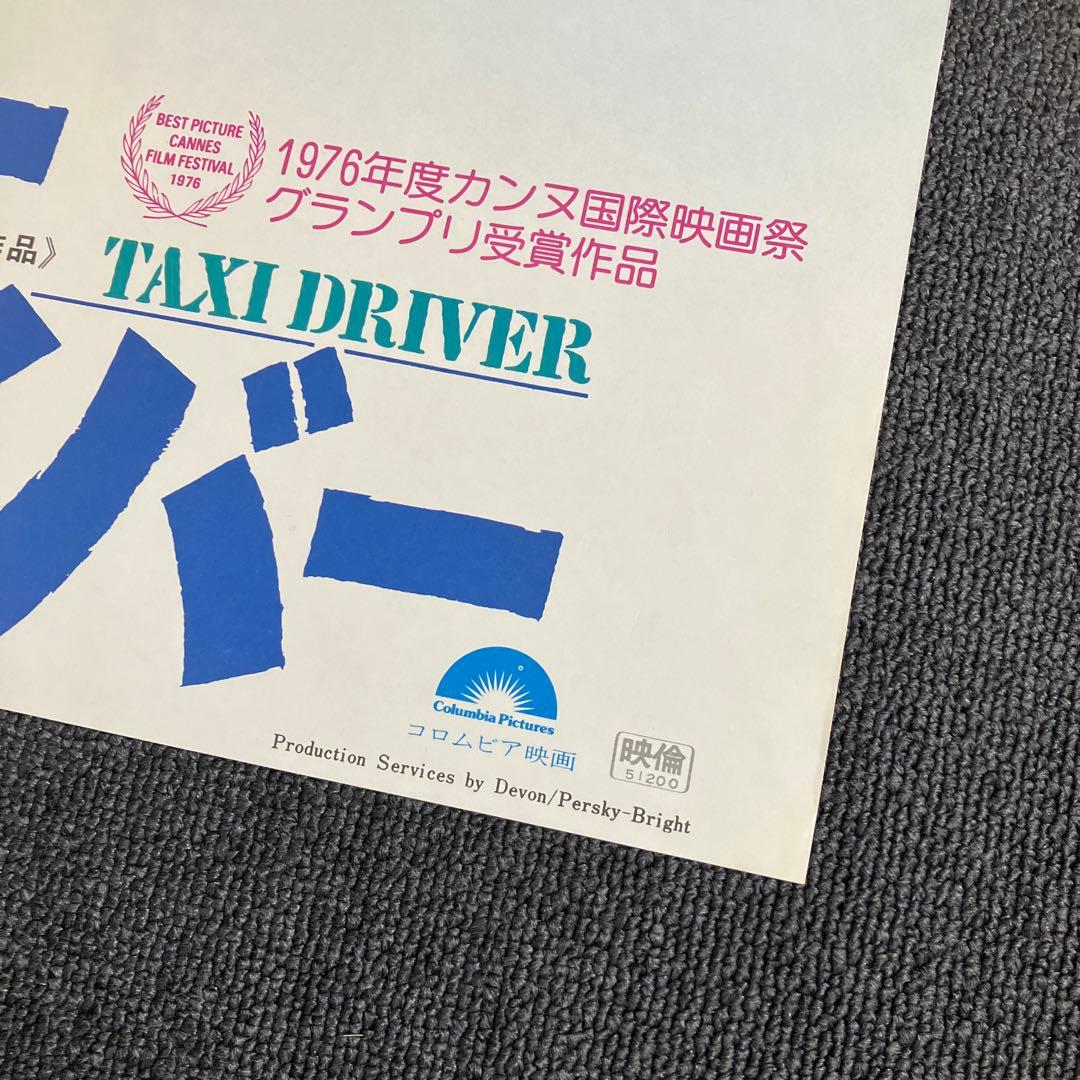 BEST PICTURE
CANNES
FILM FESTIVAL
1976
1976年度カンヌ国際映画祭
グランプリ受賞作品
作品》
TAXI DRIVER
バー
Columbia Pictures
コロムビア映画
映倫
51200
Production Services by Devon/Persky-Bright